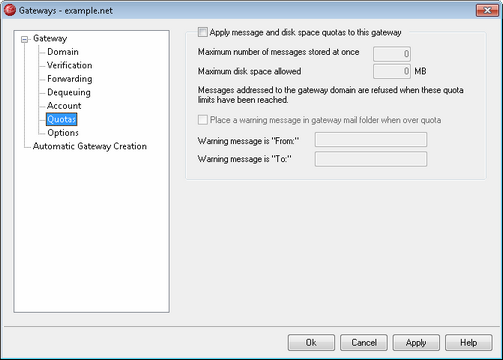 Gateways - example.net
Gateway
Domain
Verification
Forwarding
Dequeuing
Account
Quotas
Options
Automatic Gateway Creation
Apply message and disk space quotas to this gateway
Maximum number of messages stored at once 0
Maximum disk space allowed 0 MB
Messages addressed to the gateway domain are refused when these quota
limits have been reached.
Place a warning message in gateway mail folder when over quota
Warning message is "From:"
Warning message is "To:"
Ok Cancel Apply Help